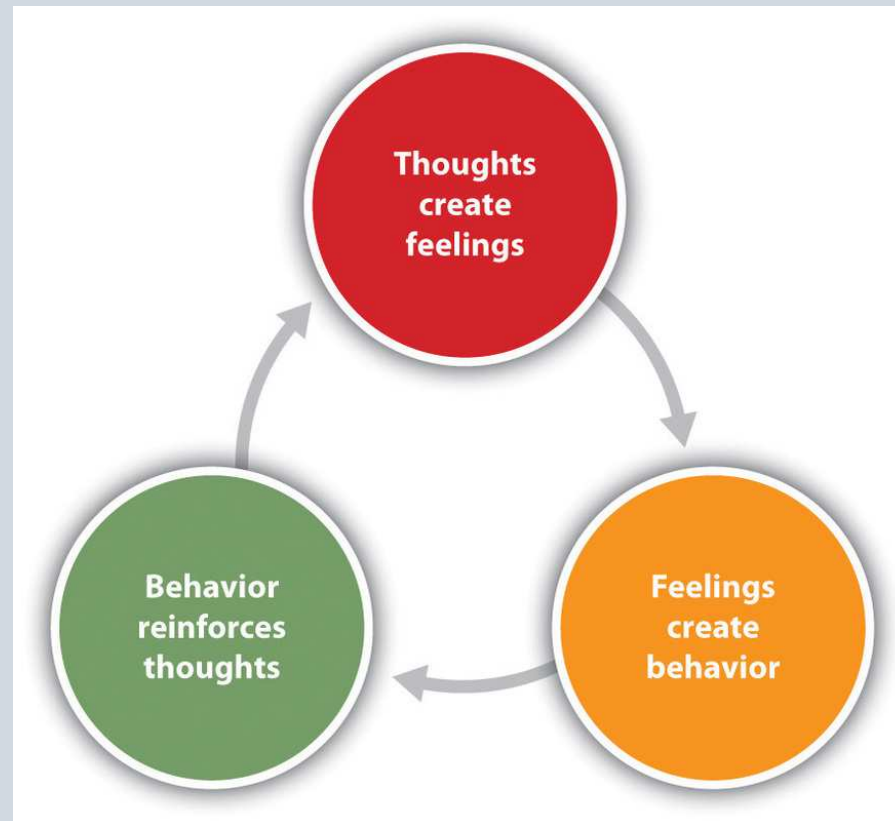 Thoughts
create
feelings
Feelings
create
behavior
Behavior
reinforces
thoughts